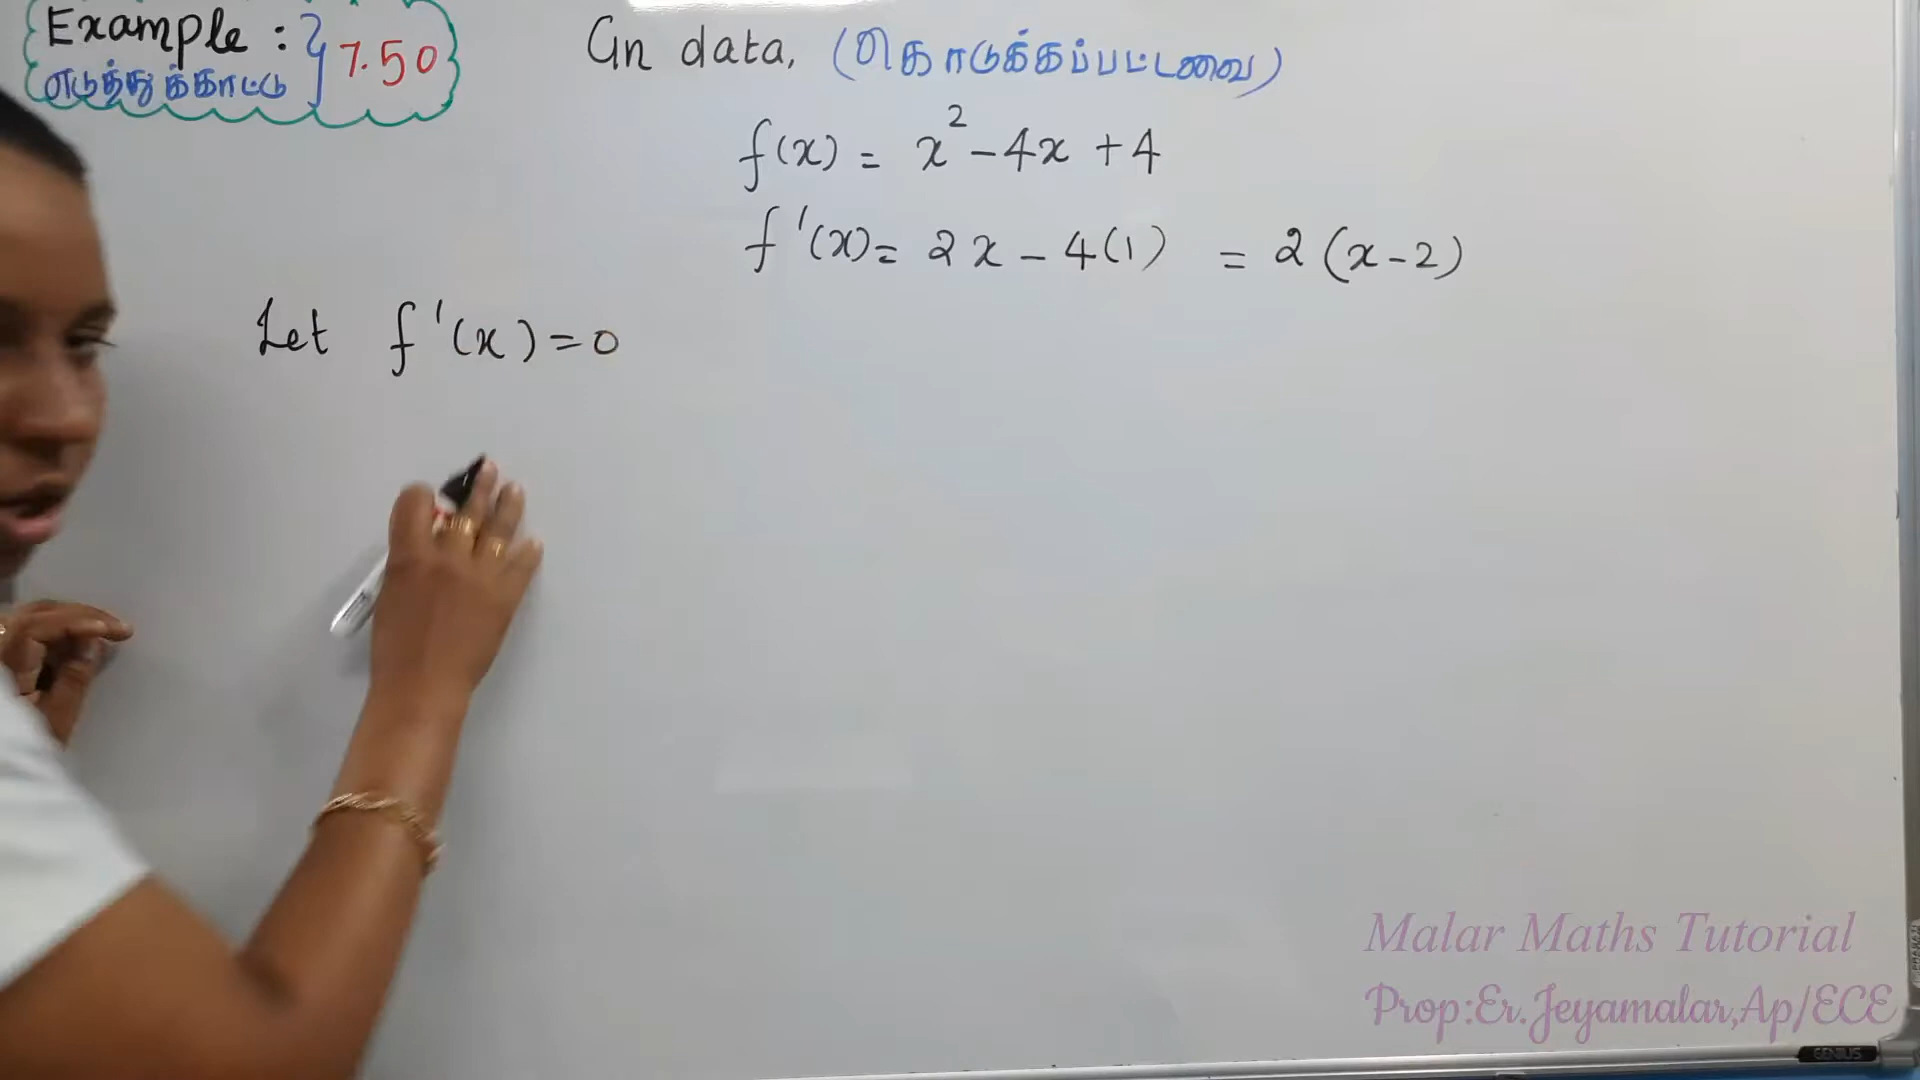 Example : } 7.50
எடுத்துக்காட்டு
Gn data, (கொடுக்கப்பட்டவை)
f(x) = x² - 4x + 4
f'(x) = 2x - 4(1) = 2(x-2)
Let f'(x) = 0
Malar Maths Tutorial
Prop:Er.Jeyamalar,Ap/ECE
GENIUS